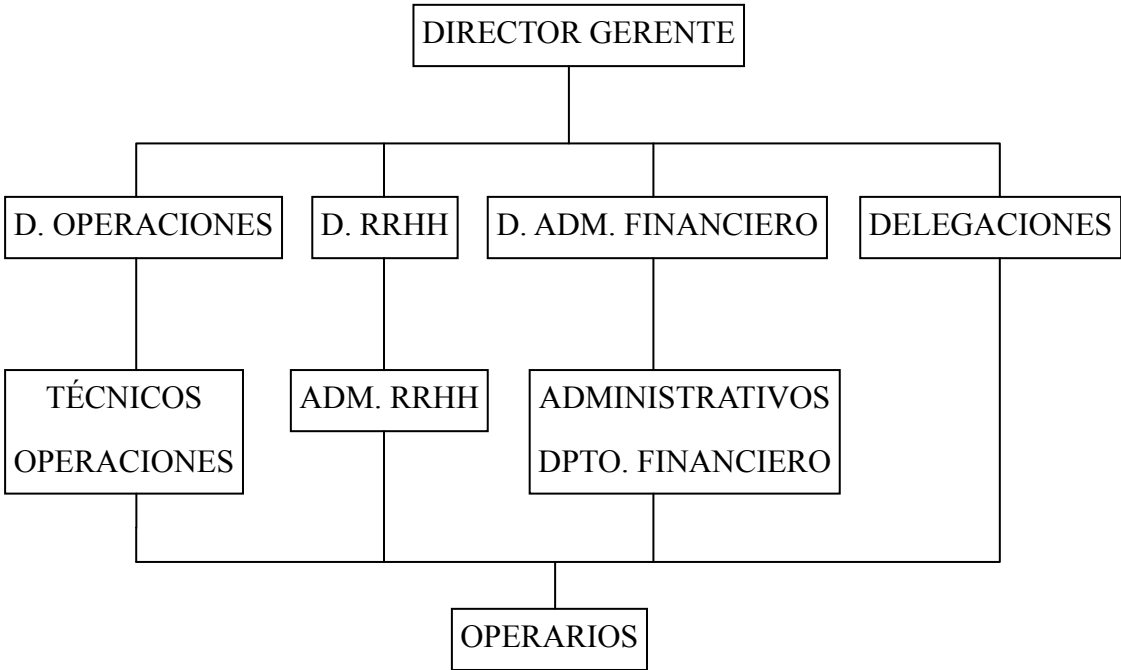 DIRECTOR GERENTE
D. OPERACIONES
D. RRHH
D. ADM. FINANCIERO
DELEGACIONES
TÉCNICOS
OPERACIONES
ADM. RRHH
ADMINISTRATIVOS
DPTO. FINANCIERO
OPERARIOS